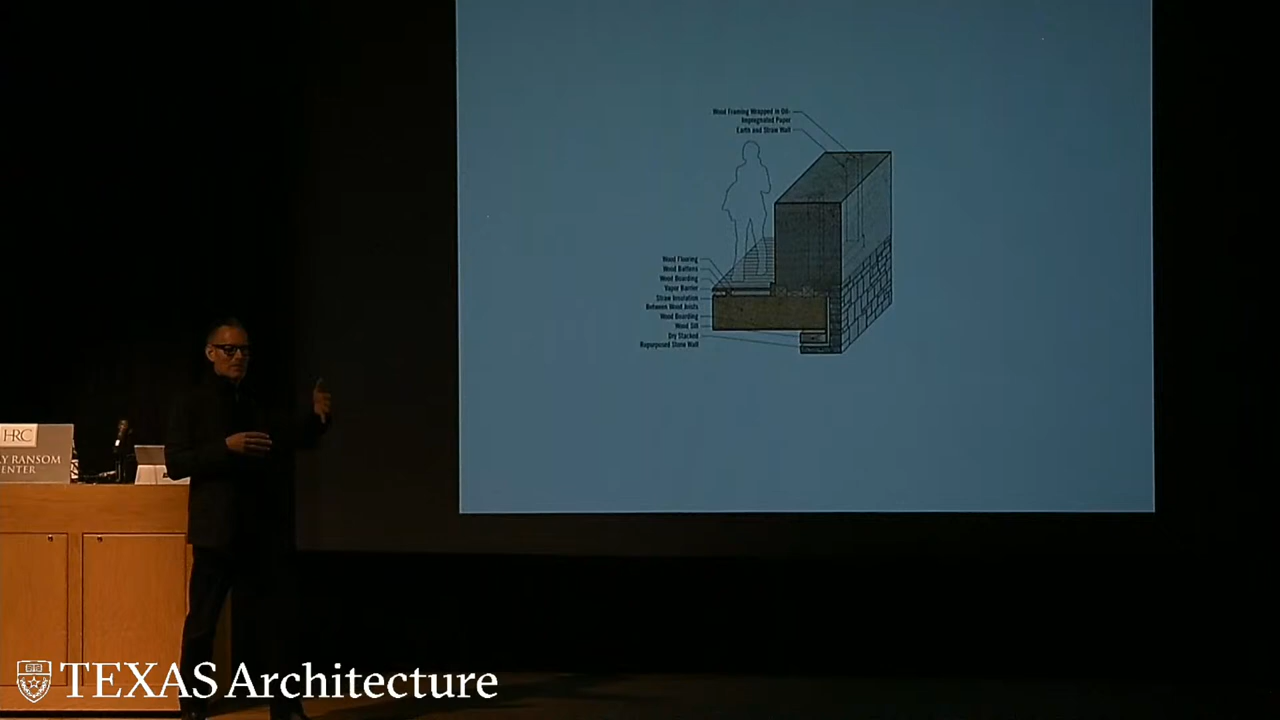 Wood Framing Wrapped in Oil-
Impregnated Paper
Earth and Straw Wall
Wood Flooring
Wood Battens
Wood Boarding
Vapor Barrier
Straw Insulation
Between Wood Joists
Wood Boarding
Wood Sill
Dry Stacked
Repurposed Stone Wall
HRC
Y RANSOM
ENTER
TEXAS Architecture